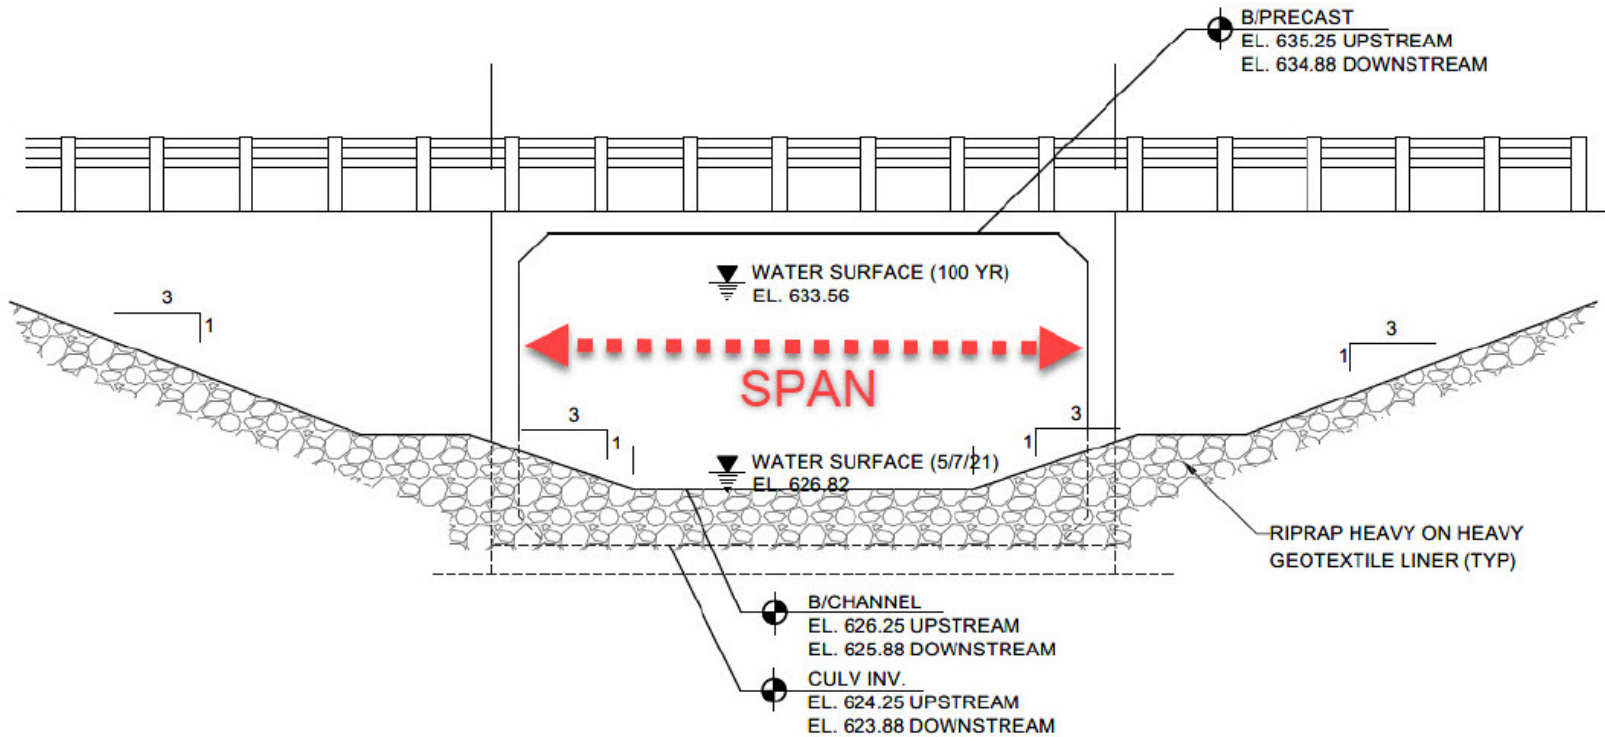 B/PRECAST
EL. 635.25 UPSTREAM
EL. 634.88 DOWNSTREAM
WATER SURFACE (100 YR)
EL. 633.56
3
1
3
1
SPAN
3
1
3
1
WATER SURFACE (5/7/21)
EL. 626.82
RIPRAP HEAVY ON HEAVY
GEOTEXTILE LINER (TYP)
B/CHANNEL
EL. 626.25 UPSTREAM
EL. 625.88 DOWNSTREAM
CULV INV.
EL. 624.25 UPSTREAM
EL. 623.88 DOWNSTREAM